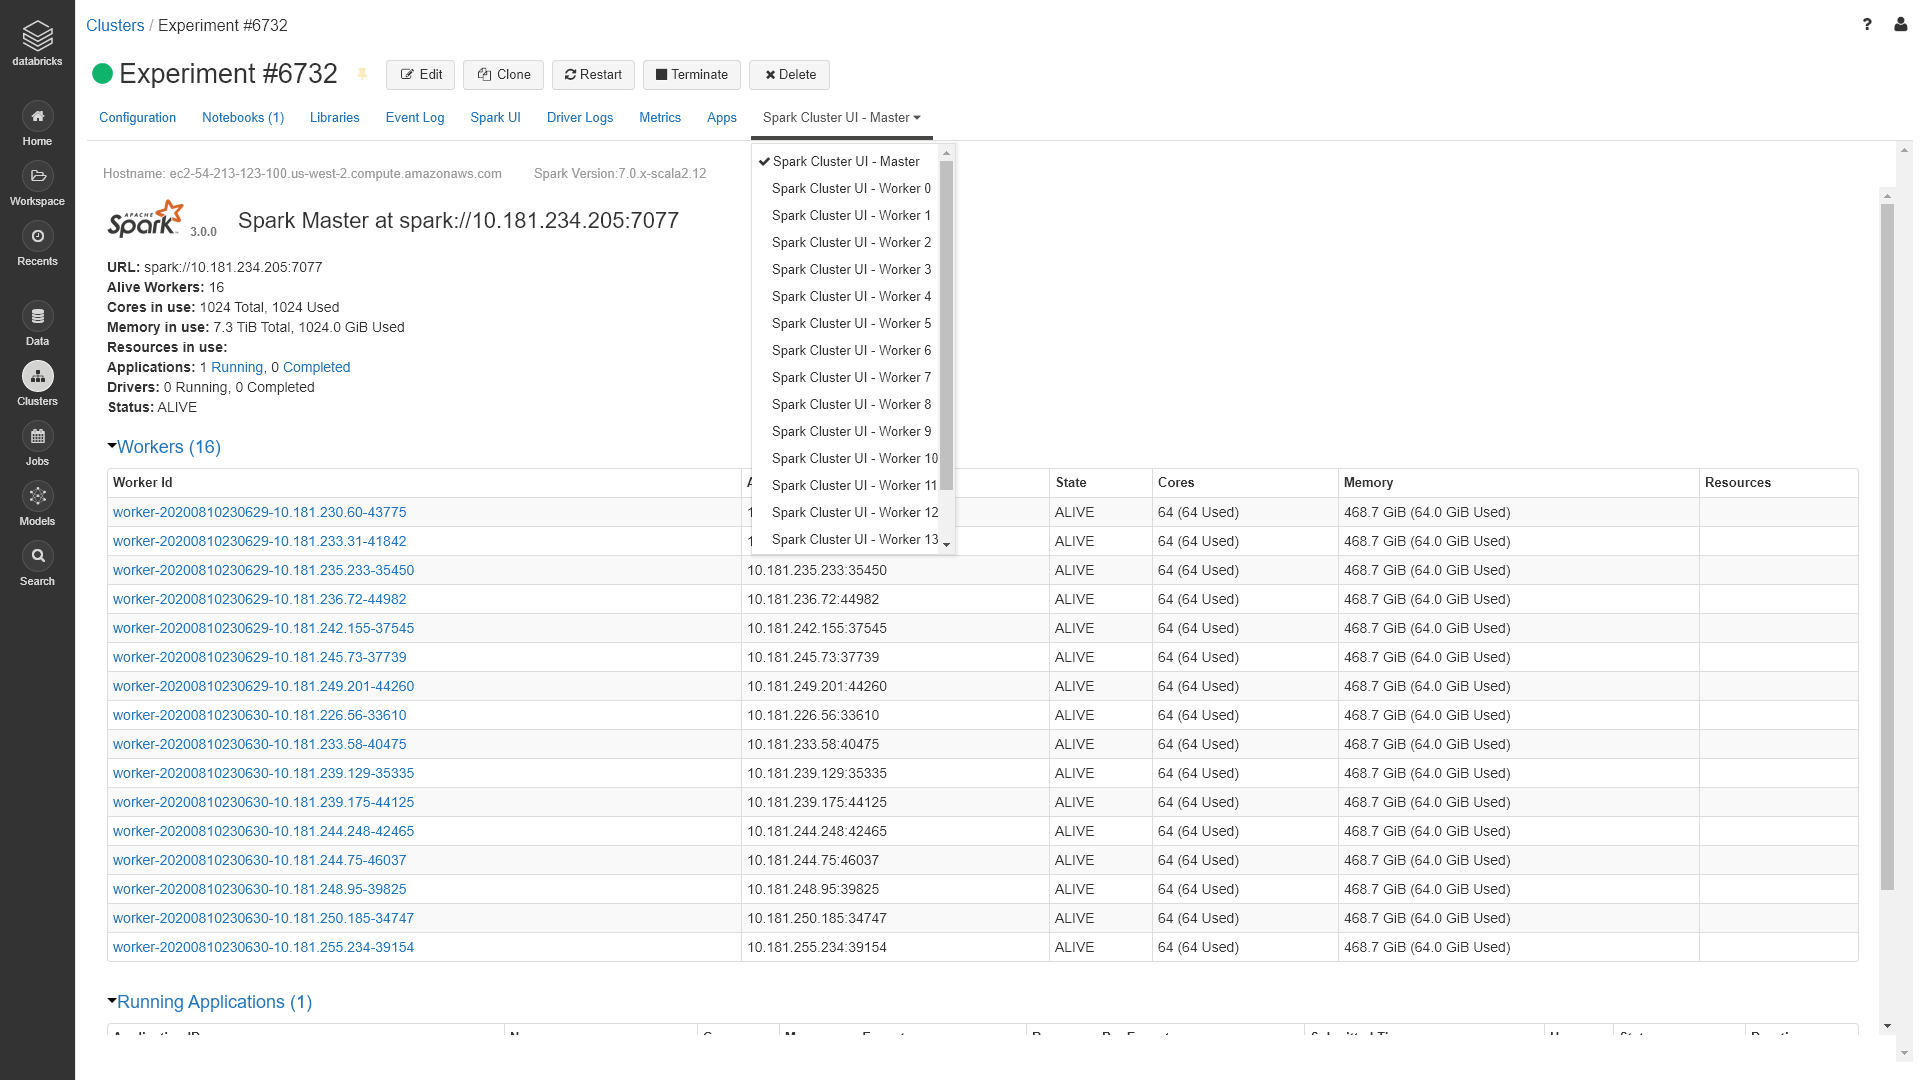 databricks
Home
Workspace
Recents
Data
Clusters
Jobs
Models
Search
Clusters / Experiment #6732
?
Experiment #6732 Edit Clone Restart Terminate Delete
Configuration Notebooks (1) Libraries Event Log Spark UI Driver Logs Metrics Apps Spark Cluster UI - Master
Spark Cluster UI - Master
Spark Cluster UI - Worker 0
Spark Cluster UI - Worker 1
Spark Cluster UI - Worker 2
Spark Cluster UI - Worker 3
Spark Cluster UI - Worker 4
Spark Cluster UI - Worker 5
Spark Cluster UI - Worker 6
Spark Cluster UI - Worker 7
Spark Cluster UI - Worker 8
Spark Cluster UI - Worker 9
Spark Cluster UI - Worker 10
Spark Cluster UI - Worker 11
Spark Cluster UI - Worker 12
Spark Cluster UI - Worker 13
Hostname: ec2-54-213-123-100.us-west-2.compute.amazonaws.com Spark Version:7.0.x-scala2.12
APACHE
Spark 3.0.0 Spark Master at spark://10.181.234.205:7077
URL: spark://10.181.234.205:7077
Alive Workers: 16
Cores in use: 1024 Total, 1024 Used
Memory in use: 7.3 TiB Total, 1024.0 GiB Used
Resources in use:
Applications: 1 Running, 0 Completed
Drivers: 0 Running, 0 Completed
Status: ALIVE
Workers (16)
Worker Id State Cores Memory Resources
worker-20200810230629-10.181.230.60-43775 ALIVE 64 (64 Used) 468.7 GiB (64.0 GiB Used)
worker-20200810230629-10.181.233.31-41842 ALIVE 64 (64 Used) 468.7 GiB (64.0 GiB Used)
worker-20200810230629-10.181.235.233-35450 10.181.235.233:35450 ALIVE 64 (64 Used) 468.7 GiB (64.0 GiB Used)
worker-20200810230629-10.181.236.72-44982 10.181.236.72:44982 ALIVE 64 (64 Used) 468.7 GiB (64.0 GiB Used)
worker-20200810230629-10.181.242.155-37545 10.181.242.155:37545 ALIVE 64 (64 Used) 468.7 GiB (64.0 GiB Used)
worker-20200810230629-10.181.245.73-37739 10.181.245.73:37739 ALIVE 64 (64 Used) 468.7 GiB (64.0 GiB Used)
worker-20200810230629-10.181.249.201-44260 10.181.249.201:44260 ALIVE 64 (64 Used) 468.7 GiB (64.0 GiB Used)
worker-20200810230630-10.181.226.56-33610 10.181.226.56:33610 ALIVE 64 (64 Used) 468.7 GiB (64.0 GiB Used)
worker-20200810230630-10.181.233.58-40475 10.181.233.58:40475 ALIVE 64 (64 Used) 468.7 GiB (64.0 GiB Used)
worker-20200810230630-10.181.239.129-35335 10.181.239.129:35335 ALIVE 64 (64 Used) 468.7 GiB (64.0 GiB Used)
worker-20200810230630-10.181.239.175-44125 10.181.239.175:44125 ALIVE 64 (64 Used) 468.7 GiB (64.0 GiB Used)
worker-20200810230630-10.181.244.248-42465 10.181.244.248:42465 ALIVE 64 (64 Used) 468.7 GiB (64.0 GiB Used)
worker-20200810230630-10.181.244.75-46037 10.181.244.75:46037 ALIVE 64 (64 Used) 468.7 GiB (64.0 GiB Used)
worker-20200810230630-10.181.248.95-39825 10.181.248.95:39825 ALIVE 64 (64 Used) 468.7 GiB (64.0 GiB Used)
worker-20200810230630-10.181.250.185-34747 10.181.250.185:34747 ALIVE 64 (64 Used) 468.7 GiB (64.0 GiB Used)
worker-20200810230630-10.181.255.234-39154 10.181.255.234:39154 ALIVE 64 (64 Used) 468.7 GiB (64.0 GiB Used)
Running Applications (1)